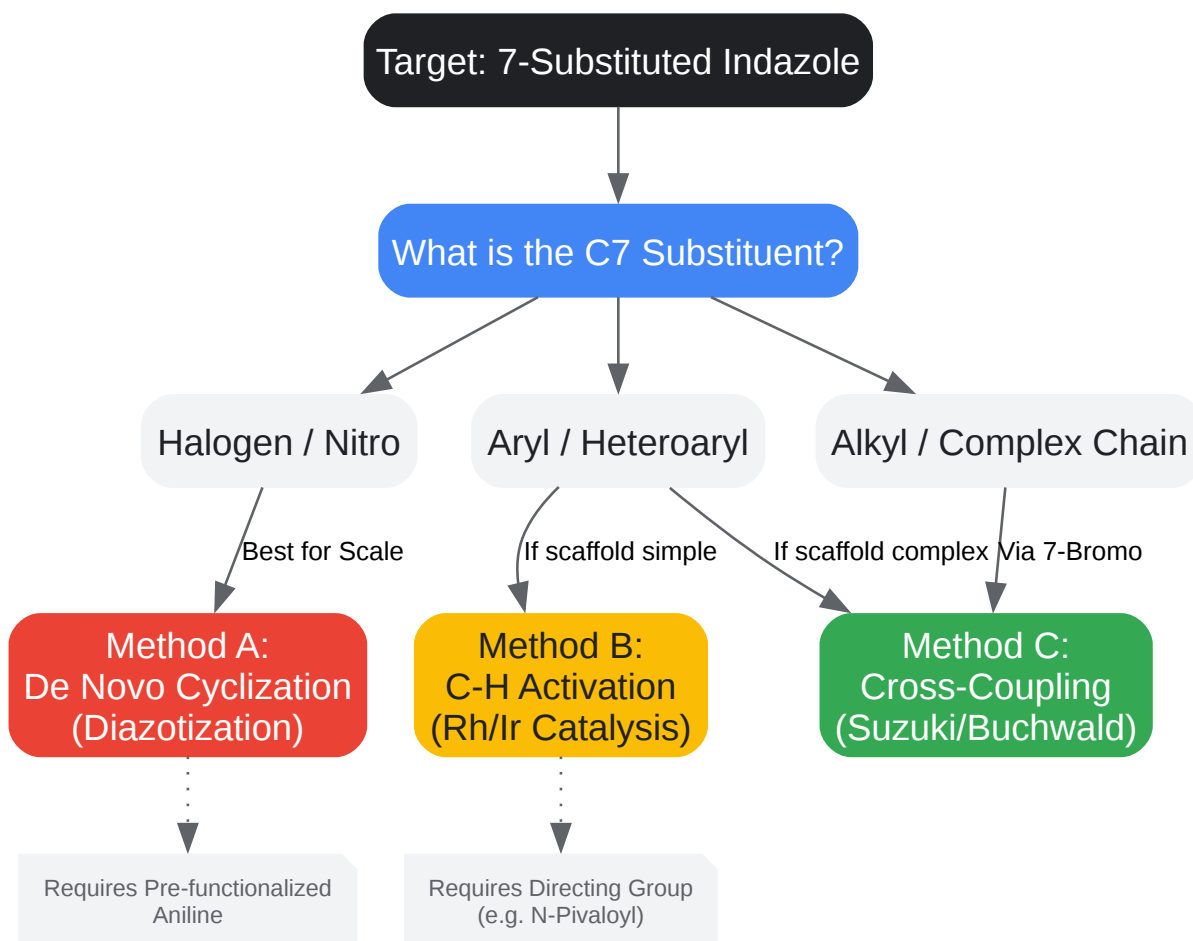 Target: 7-Substituted Indazole
What is the C7 Substituent?
Halogen / Nitro
Aryl / Heteroaryl
Alkyl / Complex Chain
Best for Scale
If scaffold simple
If scaffold complex
Via 7-Bromo
Method A:
De Novo Cyclization
(Diazotization)
Method B:
C-H Activation
(Rh/Ir Catalysis)
Method C:
Cross-Coupling
(Suzuki/Buchwald)
Requires Pre-functionalized
Aniline
Requires Directing Group
(e.g. N-Pivaloyl)